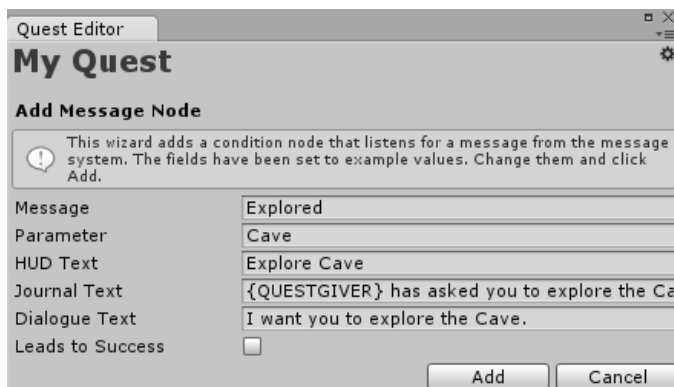 Quest Editor
My Quest
Add Message Node
This wizard adds a condition node that listens for a message from the message
system. The fields have been set to example values. Change them and click
Add.
Message Explored
Parameter Cave
HUD Text Explore Cave
Journal Text {QUESTGIVER} has asked you to explore the Ca
Dialogue Text I want you to explore the Cave.
Leads to Success
Add Cancel